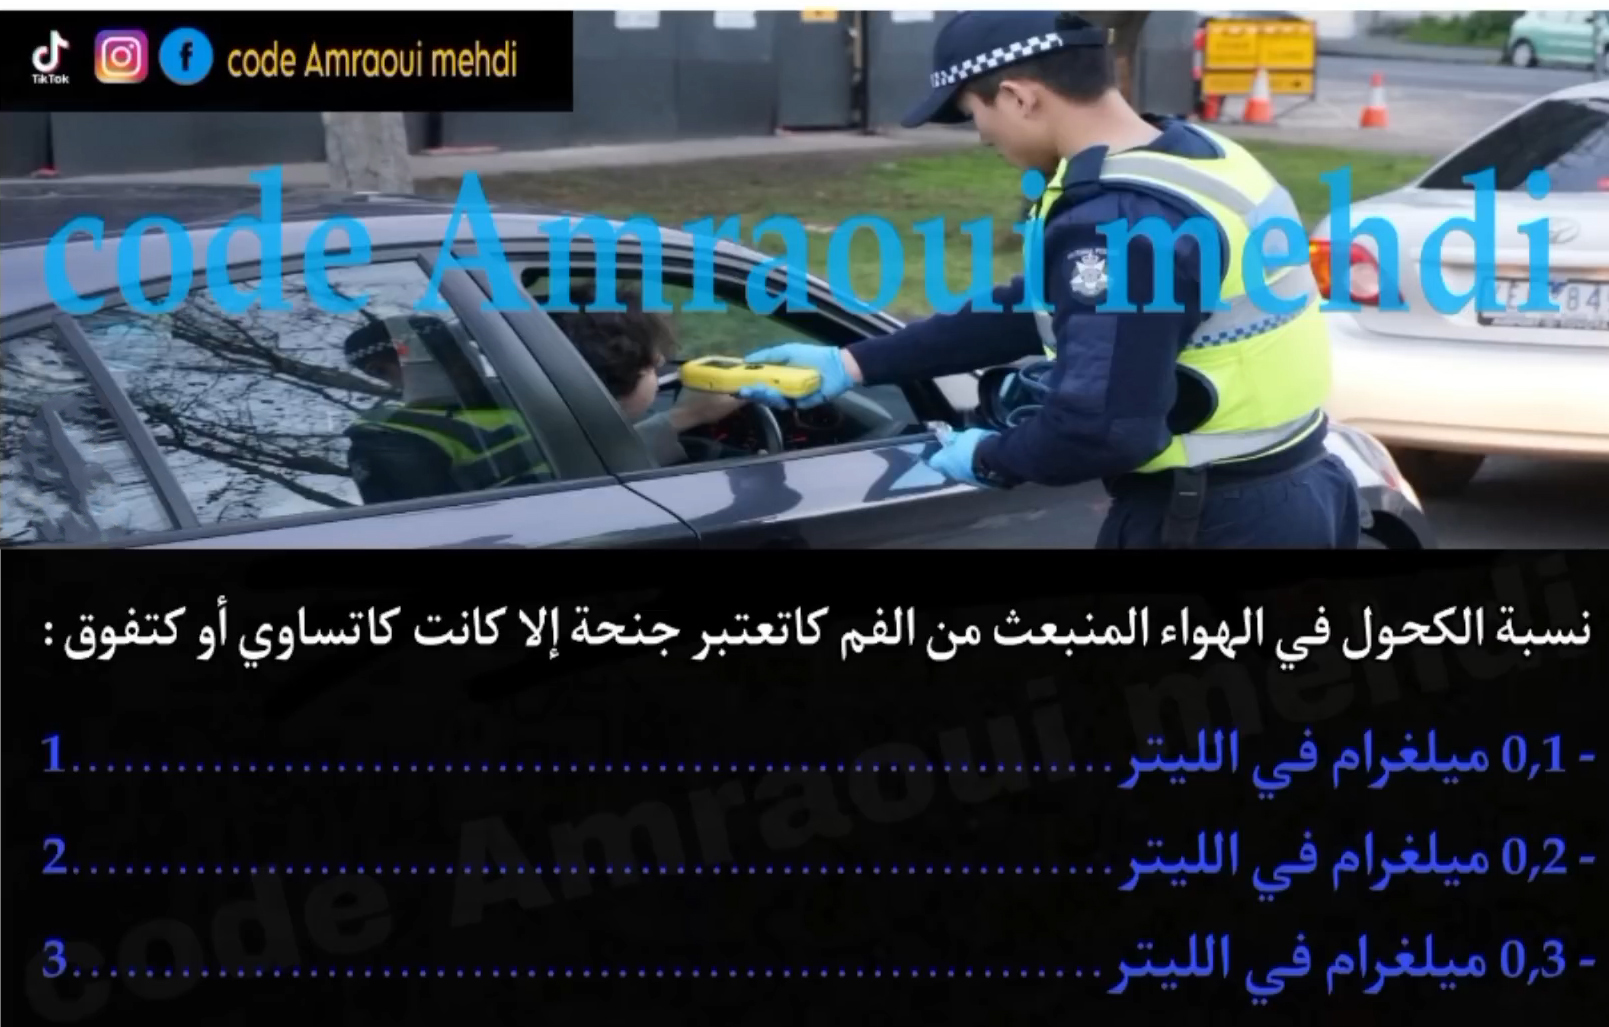 TikTok
code Amraoui mehdi
code Amraoui mehdi
نسبة الكحول في الهواء المنبعث من الفم كاتعتبر جنحة إلا كانت كاتساوي أو كتفوق :
- 0,1 ميلغرام في الليتر......................................................................1
- 0,2 ميلغرام في الليتر......................................................................2
- 0,3 ميلغرام في الليتر......................................................................3
code Amraoui mehdi